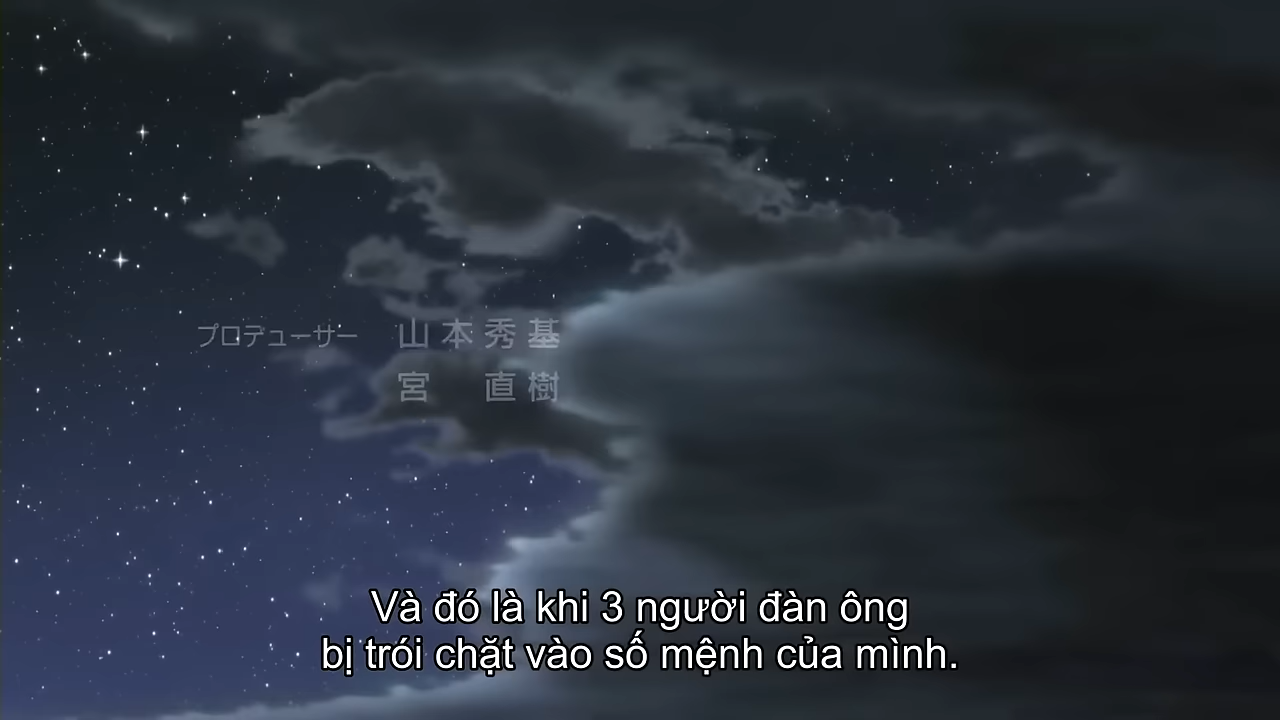 プロデューサー 山本秀基
宮 直樹
Và đó là khi 3 người đàn ông
bị trói chặt vào số mệnh của mình.